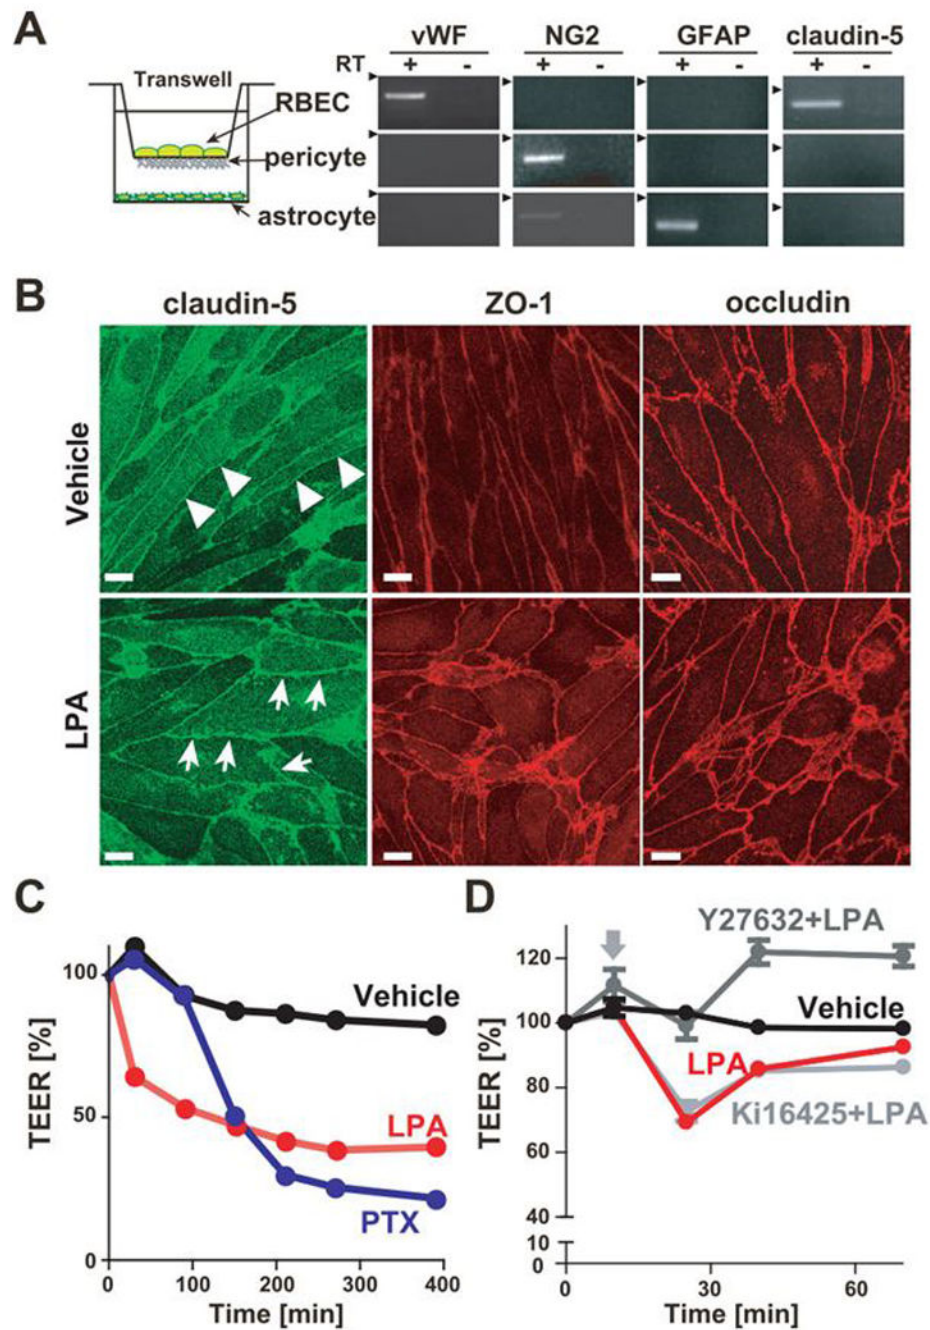 A
vWF NG2 GFAP claudin-5
RT + - + - + - + -
Transwell
RBEC
pericyte
astrocyte
B
claudin-5 ZO-1 occludin
Vehicle
LPA
C
TEER [%]
100
50
0
0 100 200 300 400
Time [min]
Vehicle
LPA
PTX
D
TEER [%]
120
100
80
60
40
10
0
0 30 60
Time [min]
Y27632+LPA
Vehicle
LPA
Ki16425+LPA